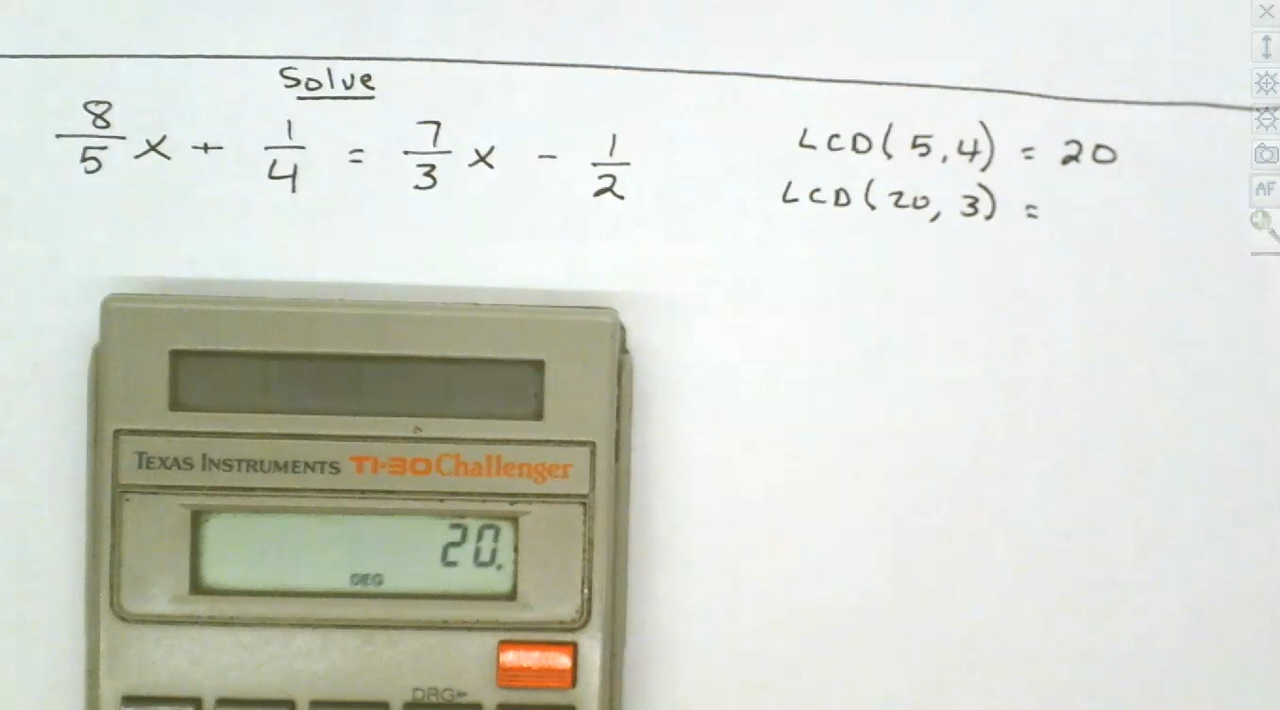 Solve
8/5 x + 1/4 = 7/3 x - 1/2
LCD(5,4) = 20
LCD(20, 3) =
AF
TEXAS INSTRUMENTS TI-30 Challenger
20.
DEG
DRG►